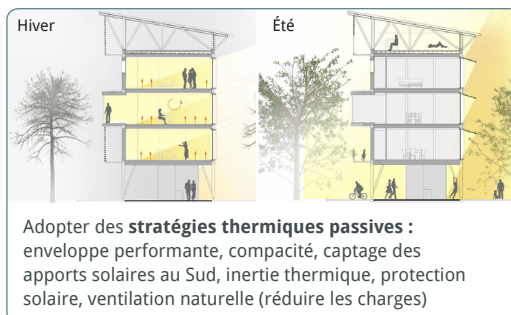 Hiver
Été
Adopter des stratégies thermiques passives :
enveloppe performante, compacité, captage des
apports solaires au Sud, inertie thermique, protection
solaire, ventilation naturelle (réduire les charges)